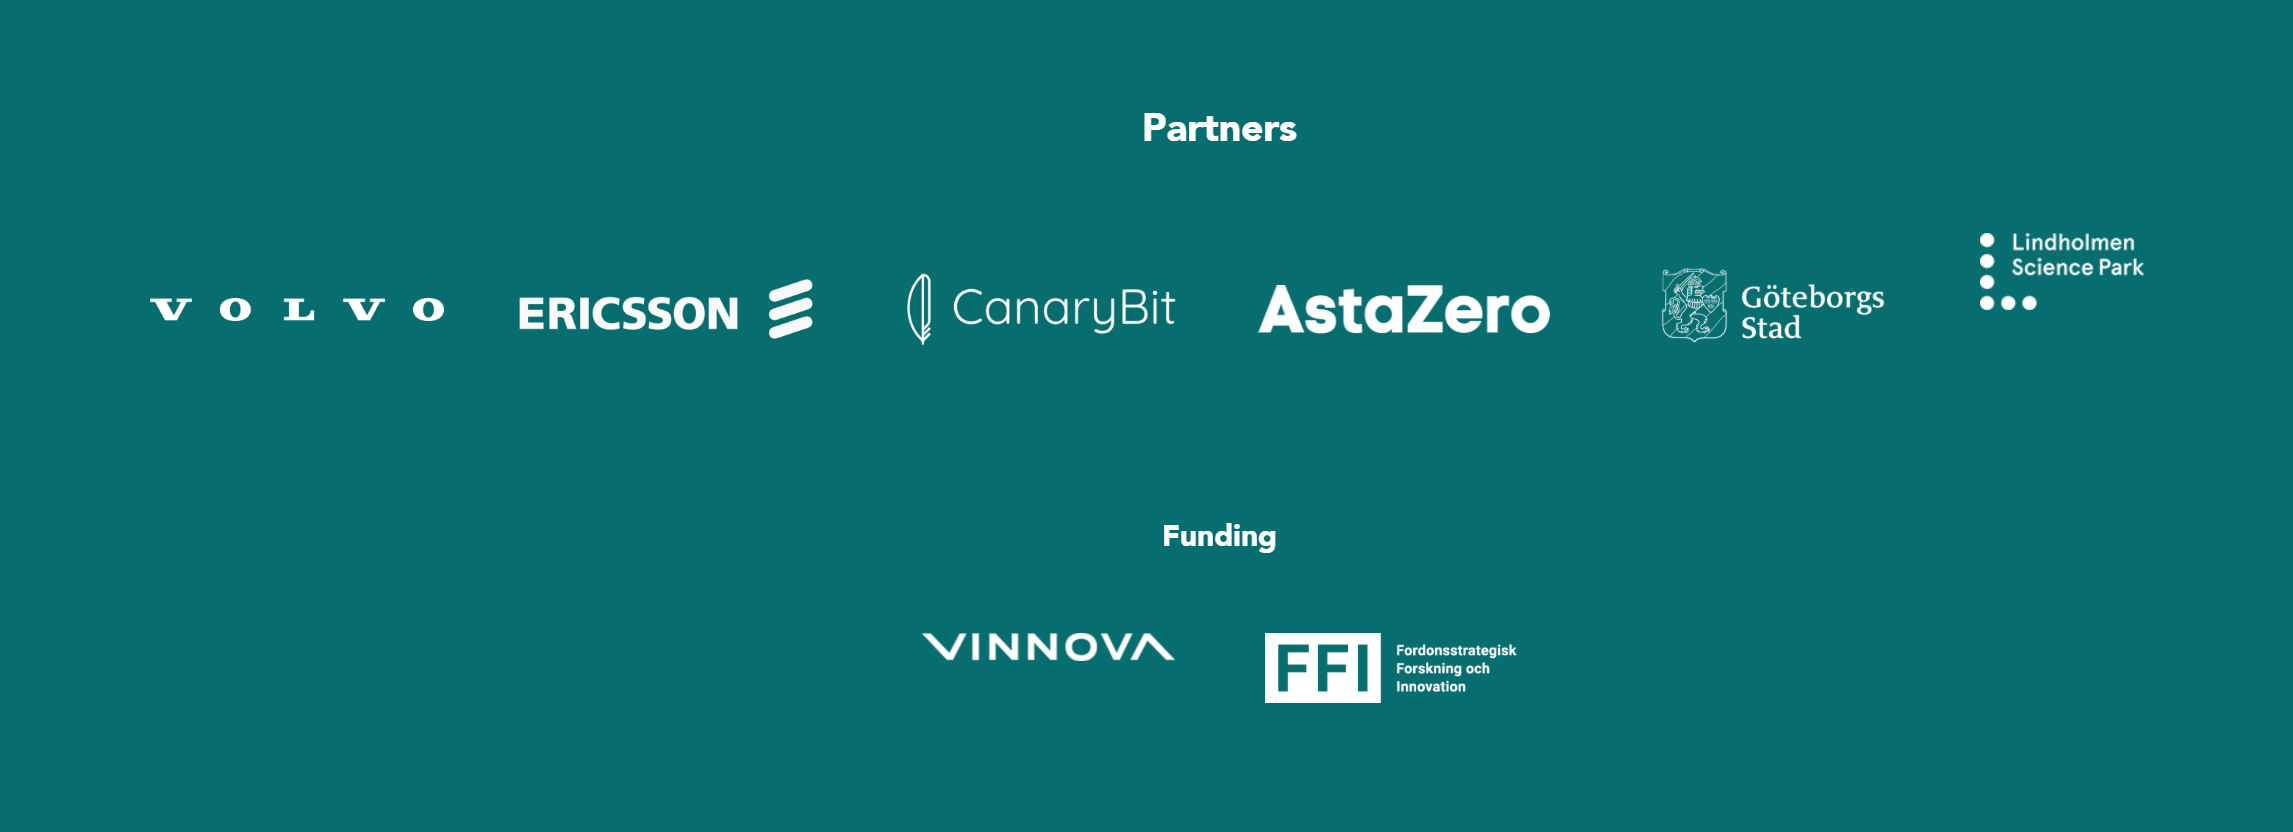 Partners
VOLVO
ERICSSON
CanaryBit
AstaZero
Göteborgs
Stad
Lindholmen
Science Park
Funding
VINNOVA
FFI
Fordonsstrategisk
Forskning och
Innovation